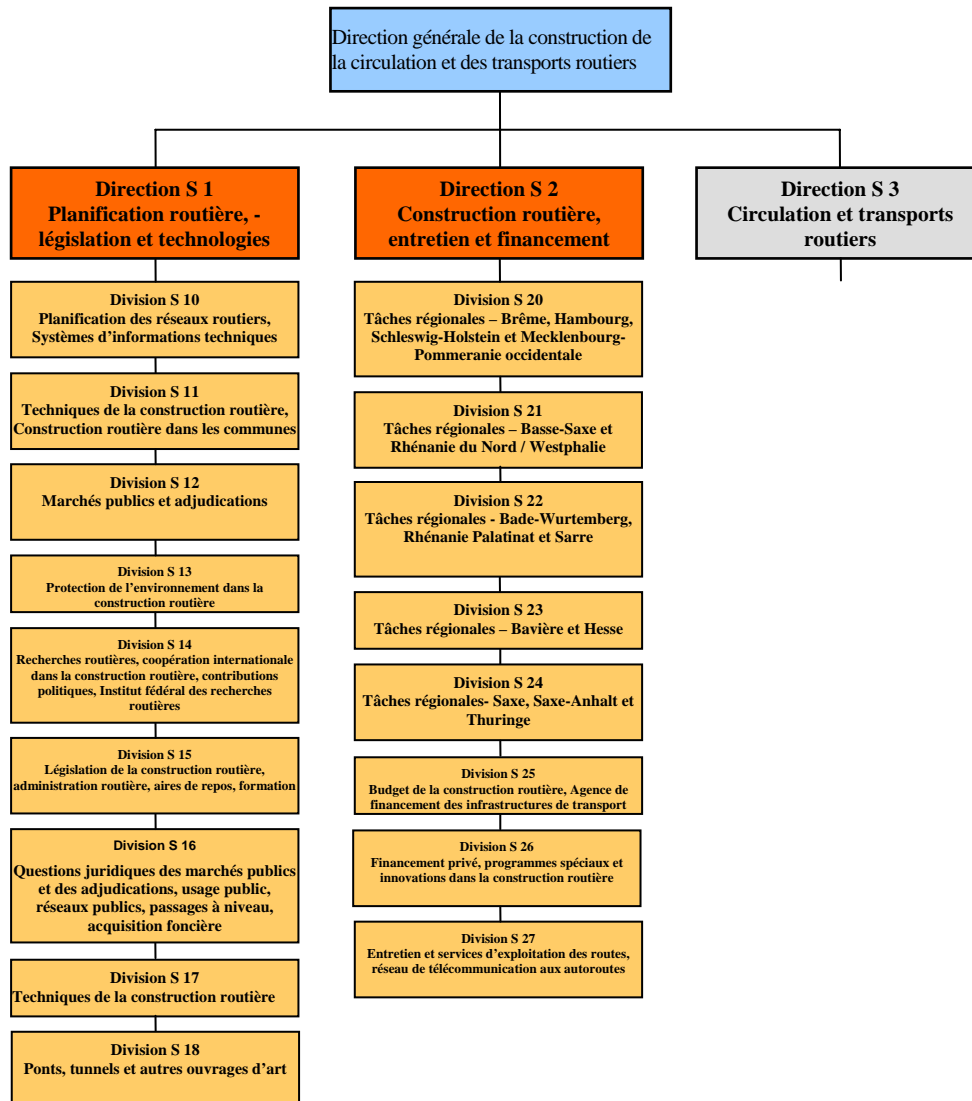 Direction générale de la construction de
la circulation et des transports routiers
Direction S 1
Planification routière, -
législation et technologies
Division S 10
Planification des réseaux routiers,
Systèmes d'informations techniques
Division S 11
Techniques de la construction routière,
Construction routière dans les communes
Division S 12
Marchés publics et adjudications
Division S 13
Protection de l'environnement dans la
construction routière
Division S 14
Recherches routières, coopération internationale
dans la construction routière, contributions
politiques, Institut fédéral des recherches
routières
Division S 15
Législation de la construction routière,
administration routière, aires de repos, formation
Division S 16
Questions juridiques des marchés publics
et des adjudications, usage public,
réseaux publics, passages à niveau,
acquisition foncière
Division S 17
Techniques de la construction routière
Division S 18
Ponts, tunnels et autres ouvrages d'art
Direction S 2
Construction routière,
entretien et financement
Division S 20
Tâches régionales – Brême, Hambourg,
Schleswig-Holstein et Mecklenbourg-
Pommeranie occidentale
Division S 21
Tâches régionales – Basse-Saxe et
Rhénanie du Nord / Westphalie
Division S 22
Tâches régionales - Bade-Wurtemberg,
Rhénanie Palatinat et Sarre
Division S 23
Tâches régionales – Bavière et Hesse
Division S 24
Tâches régionales- Saxe, Saxe-Anhalt et
Thuringe
Division S 25
Budget de la construction routière, Agence de
financement des infrastructures de transport
Division S 26
Financement privé, programmes spéciaux et
innovations dans la construction routière
Division S 27
Entretien et services d'exploitation des routes,
réseau de télécommunication aux autoroutes
Direction S 3
Circulation et transports
routiers